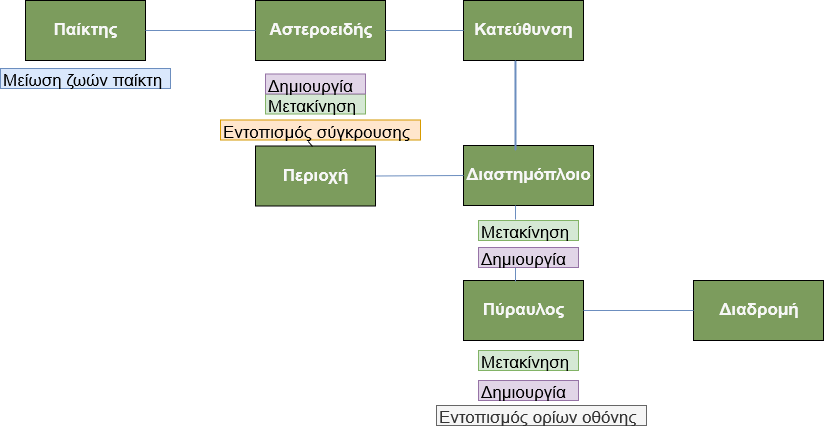 Παίκτης
Αστεροειδής
Κατεύθυνση
Μείωση ζωών παίκτη
Δημιουργία
Μετακίνηση
Εντοπισμός σύγκρουσης
Περιοχή
Διαστημόπλοιο
Μετακίνηση
Δημιουργία
Πύραυλος
Διαδρομή
Μετακίνηση
Δημιουργία
Εντοπισμός ορίων οθόνης